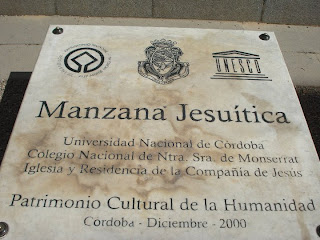 UNESCO
Manzana Jesuítica
Universidad Nacional de Córdoba
Colegio Nacional de Ntra. Sra. de Monserrat
Iglesia y Residencia de la Compañía de Jesús
Patrimonio Cultural de la Humanidad
Córdoba - Diciembre - 2000